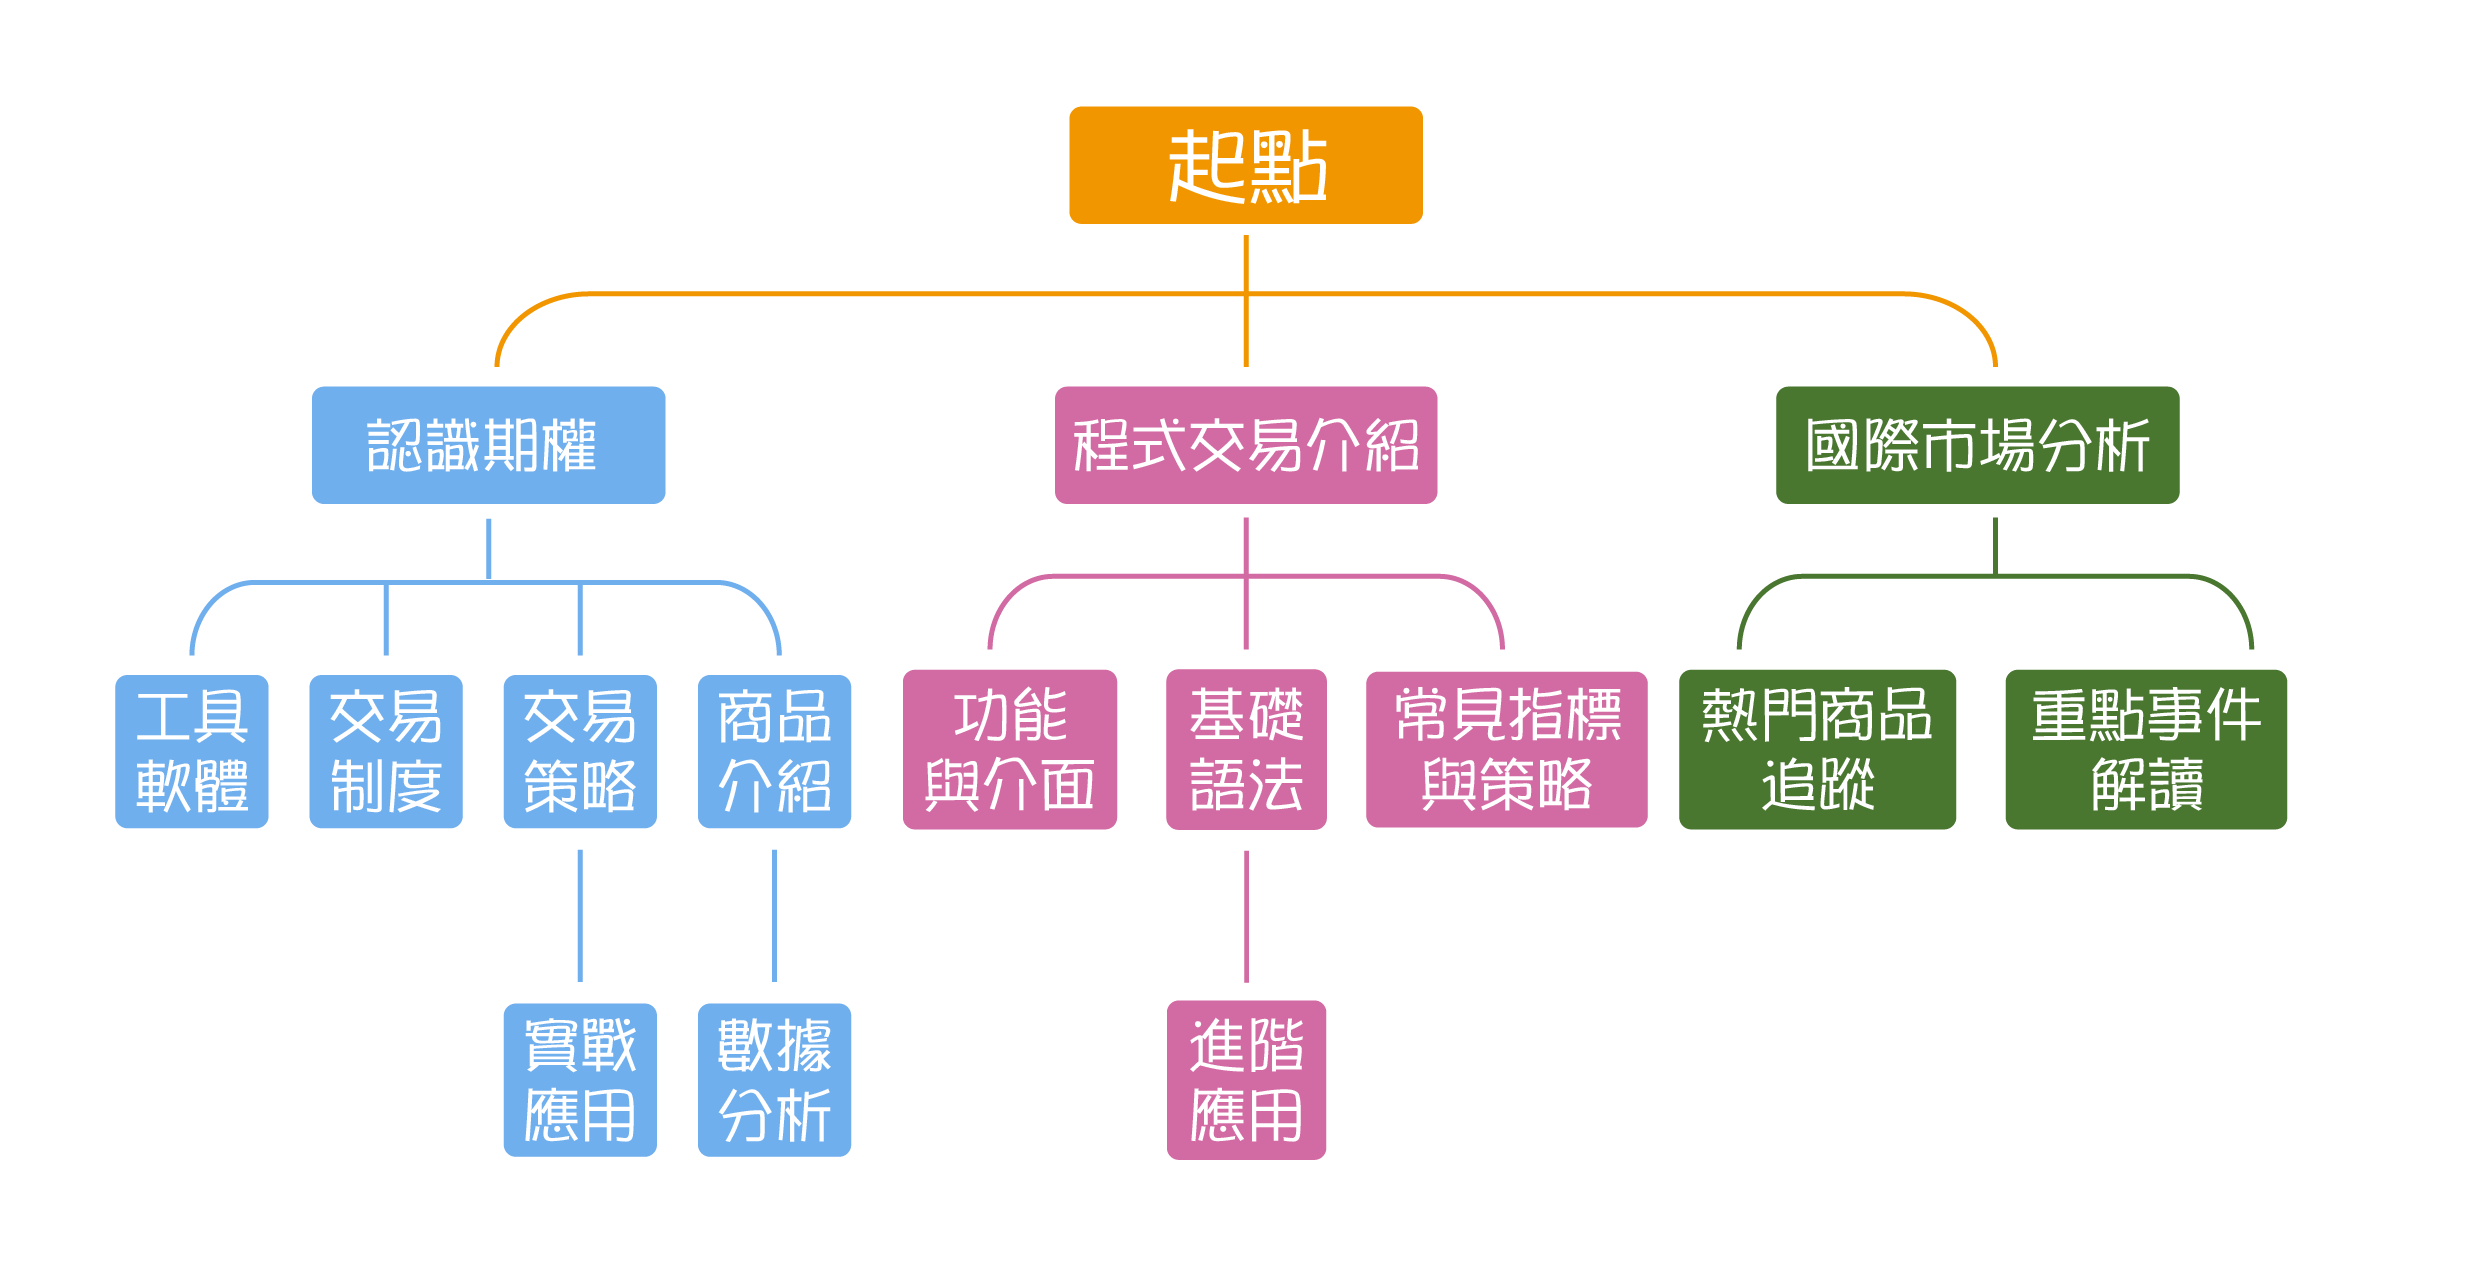 起點
認識期權
程式交易介紹
國際市場分析
工具
軟體
交易
制度
交易
策略
商品
介紹
功能
與介面
基礎
語法
常見指標
與策略
熱門商品
追蹤
重點事件
解讀
實戰
應用
數據
分析
進階
應用